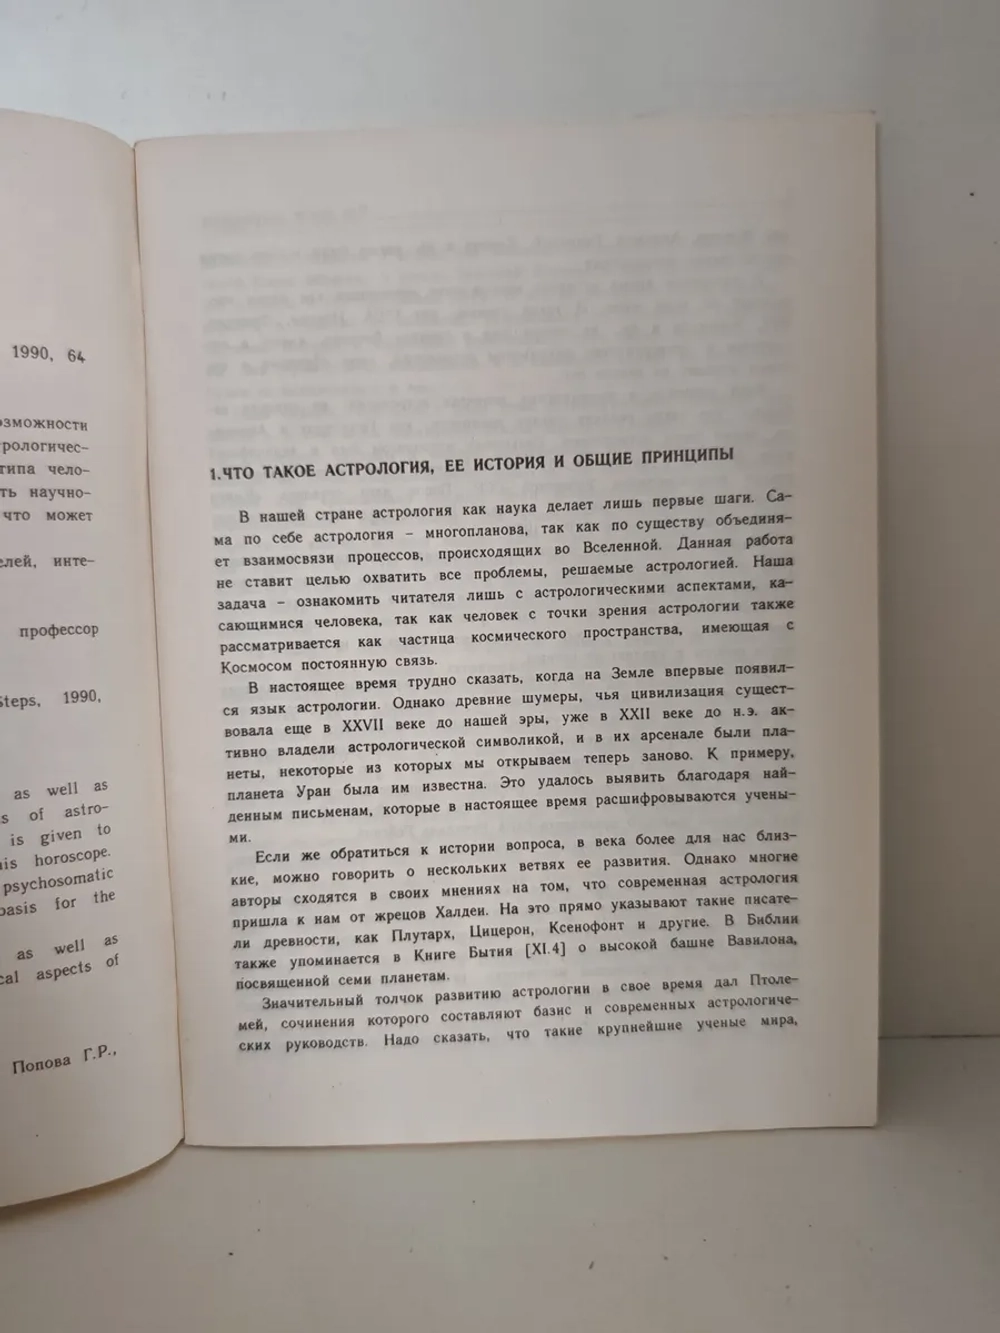 1990, 64
озможности
трологичес-
типа чело-
ть научно-
что может
елей, инте-
профессор
Steps, 1990,
as well as
s of astro-
is given to
his horoscope.
psychosomatic
basis for the
as well as
cal aspects of
Попова Г.Р.,
1.ЧТО ТАКОЕ АСТРОЛОГИЯ, ЕЕ ИСТОРИЯ И ОБЩИЕ ПРИНЦИПЫ
В нашей стране астрология как наука делает лишь первые шаги. Са-
ма по себе астрология – многопланова, так как по существу объединя-
ет взаимосвязи процессов, происходящих во Вселенной. Данная работа
не ставит целью охватить все проблемы, решаемые астрологией. Наша
задача – ознакомить читателя лишь с астрологическими аспектами, ка-
сающимися человека, так как человек с точки зрения астрологии также
рассматривается как частица космического пространства, имеющая с
Космосом постоянную связь.
В настоящее время трудно сказать, когда на Земле впервые появил-
ся язык астрологии. Однако древние шумеры, чья цивилизация сущест-
вовала еще в XXVII веке до нашей эры, уже в XXII веке до н.э. ак-
тивно владели астрологической символикой, и в их арсенале были пла-
неты, некоторые из которых мы открываем теперь заново. К примеру,
планета Уран была им известна. Это удалось выявить благодаря най-
денным письменам, которые в настоящее время расшифровываются учены-
ми.
Если же обратиться к истории вопроса, в века более для нас близ-
кие, можно говорить о нескольких ветвях ее развития. Однако многие
авторы сходятся в своих мнениях на том, что современная астрология
пришла к нам от жрецов Халдеи. На это прямо указывают такие писате-
ли древности, как Плутарх, Цицерон, Ксенофонт и другие. В Библии
также упоминается в Книге Бытия [XI.4] о высокой башне Вавилона,
посвященной семи планетам.
Значительный толчок развитию астрологии в свое время дал Птоле-
мей, сочинения которого составляют базис и современных астрологиче-
ских руководств. Надо сказать, что такие крупнейшие ученые мира,